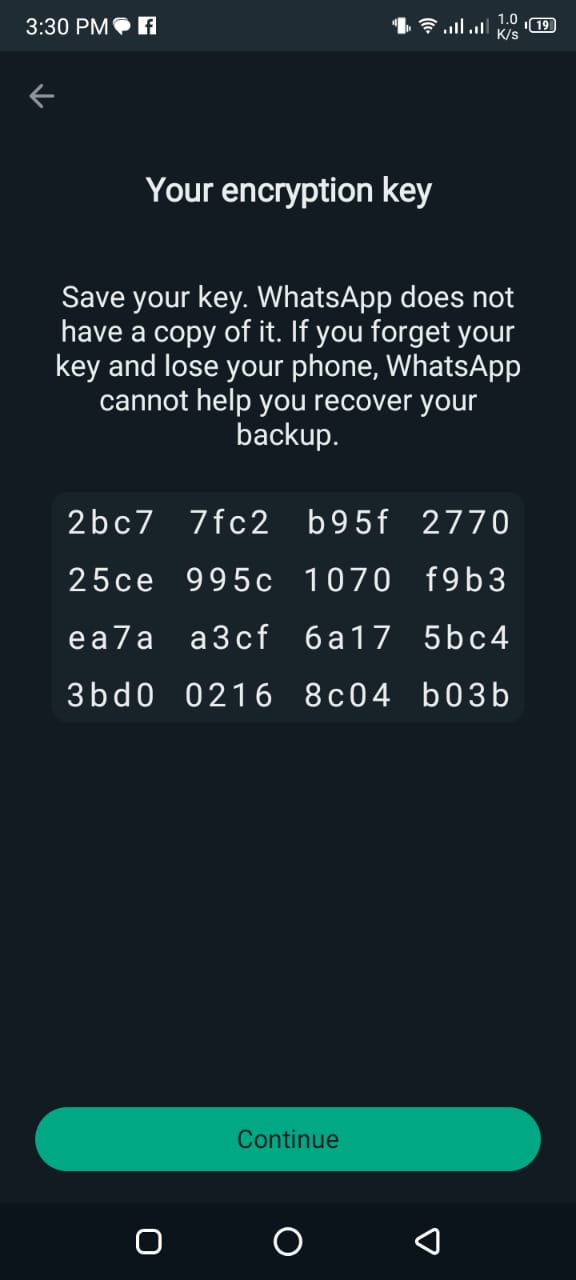 3:30 PM
1.0
K/s
19
Your encryption key
Save your key. WhatsApp does not
have a copy of it. If you forget your
key and lose your phone, WhatsApp
cannot help you recover your
backup.
2bc7 7fc2 b95f 2770
25ce 995c 1070 f9b3
ea7a a3cf 6a17 5bc4
3bd0 0216 8c04 b03b
Continue